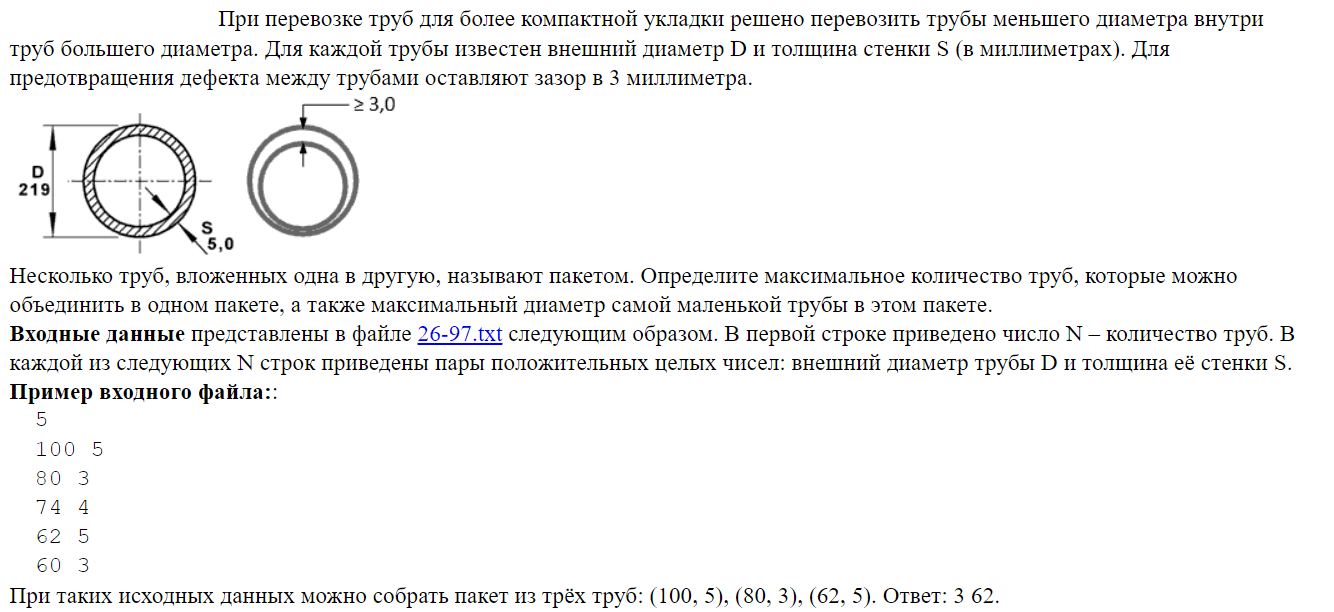 При перевозке труб для более компактной укладки решено перевозить трубы меньшего диаметра внутри
труб большего диаметра. Для каждой трубы известен внешний диаметр D и толщина стенки S (в миллиметрах). Для
предотвращения дефекта между трубами оставляют зазор в 3 миллиметра.
≥ 3,0
D
219
S
5,0
Несколько труб, вложенных одна в другую, называют пакетом. Определите максимальное количество труб, которые можно
объединить в одном пакете, а также максимальный диаметр самой маленькой трубы в этом пакете.
Входные данные представлены в файле 26-97.txt следующим образом. В первой строке приведено число N – количество труб. В
каждой из следующих N строк приведены пары положительных целых чисел: внешний диаметр трубы D и толщина её стенки S.
Пример входного файла::
5
100 5
80 3
74 4
62 5
60 3
При таких исходных данных можно собрать пакет из трёх труб: (100, 5), (80, 3), (62, 5). Ответ: 3 62.